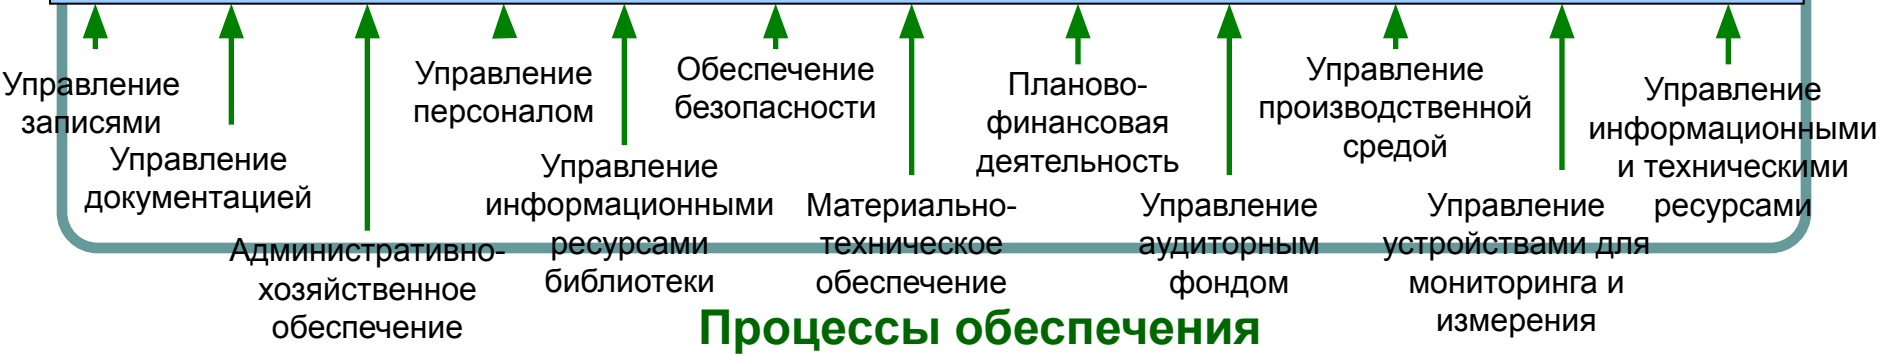 Управление
записями
Управление
документацией
Административно-
хозяйственное
обеспечение
Управление
персоналом
Управление
информационными
ресурсами
библиотеки
Обеспечение
безопасности
Материально-
техническое
обеспечение
Планово-
финансовая
деятельность
Управление
аудиторным
фондом
Управление
производственной
средой
Управление
устройствами для
мониторинга и
измерения
Управление
информационными
и техническими
ресурсами
Процессы обеспечения